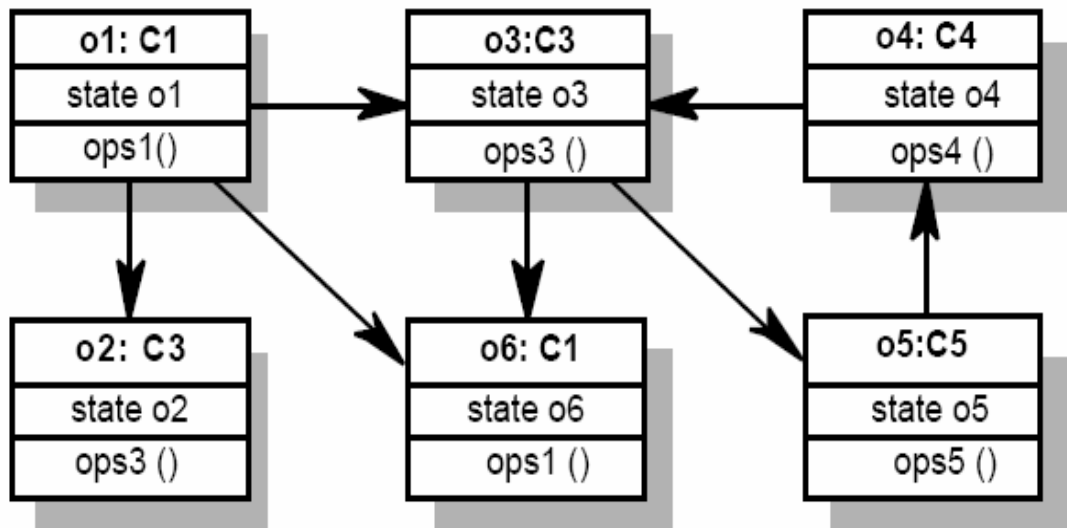 o1: C1
state o1
ops1()
o3:C3
state o3
ops3 ()
o4: C4
state o4
ops4 ()
o2: C3
state o2
ops3 ()
o6: C1
state o6
ops1 ()
o5:C5
state o5
ops5 ()